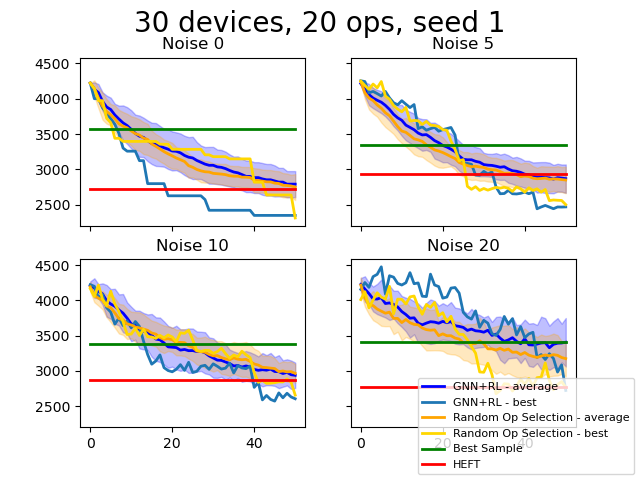 30 devices, 20 ops, seed 1
Noise 0
Noise 5
4500
4000
3500
3000
2500
Noise 10
Noise 20
4500
4000
3500
3000
2500
0
20
40
0
20
40
GNN+RL - average
GNN+RL - best
Random Op Selection - average
Random Op Selection - best
Best Sample
HEFT